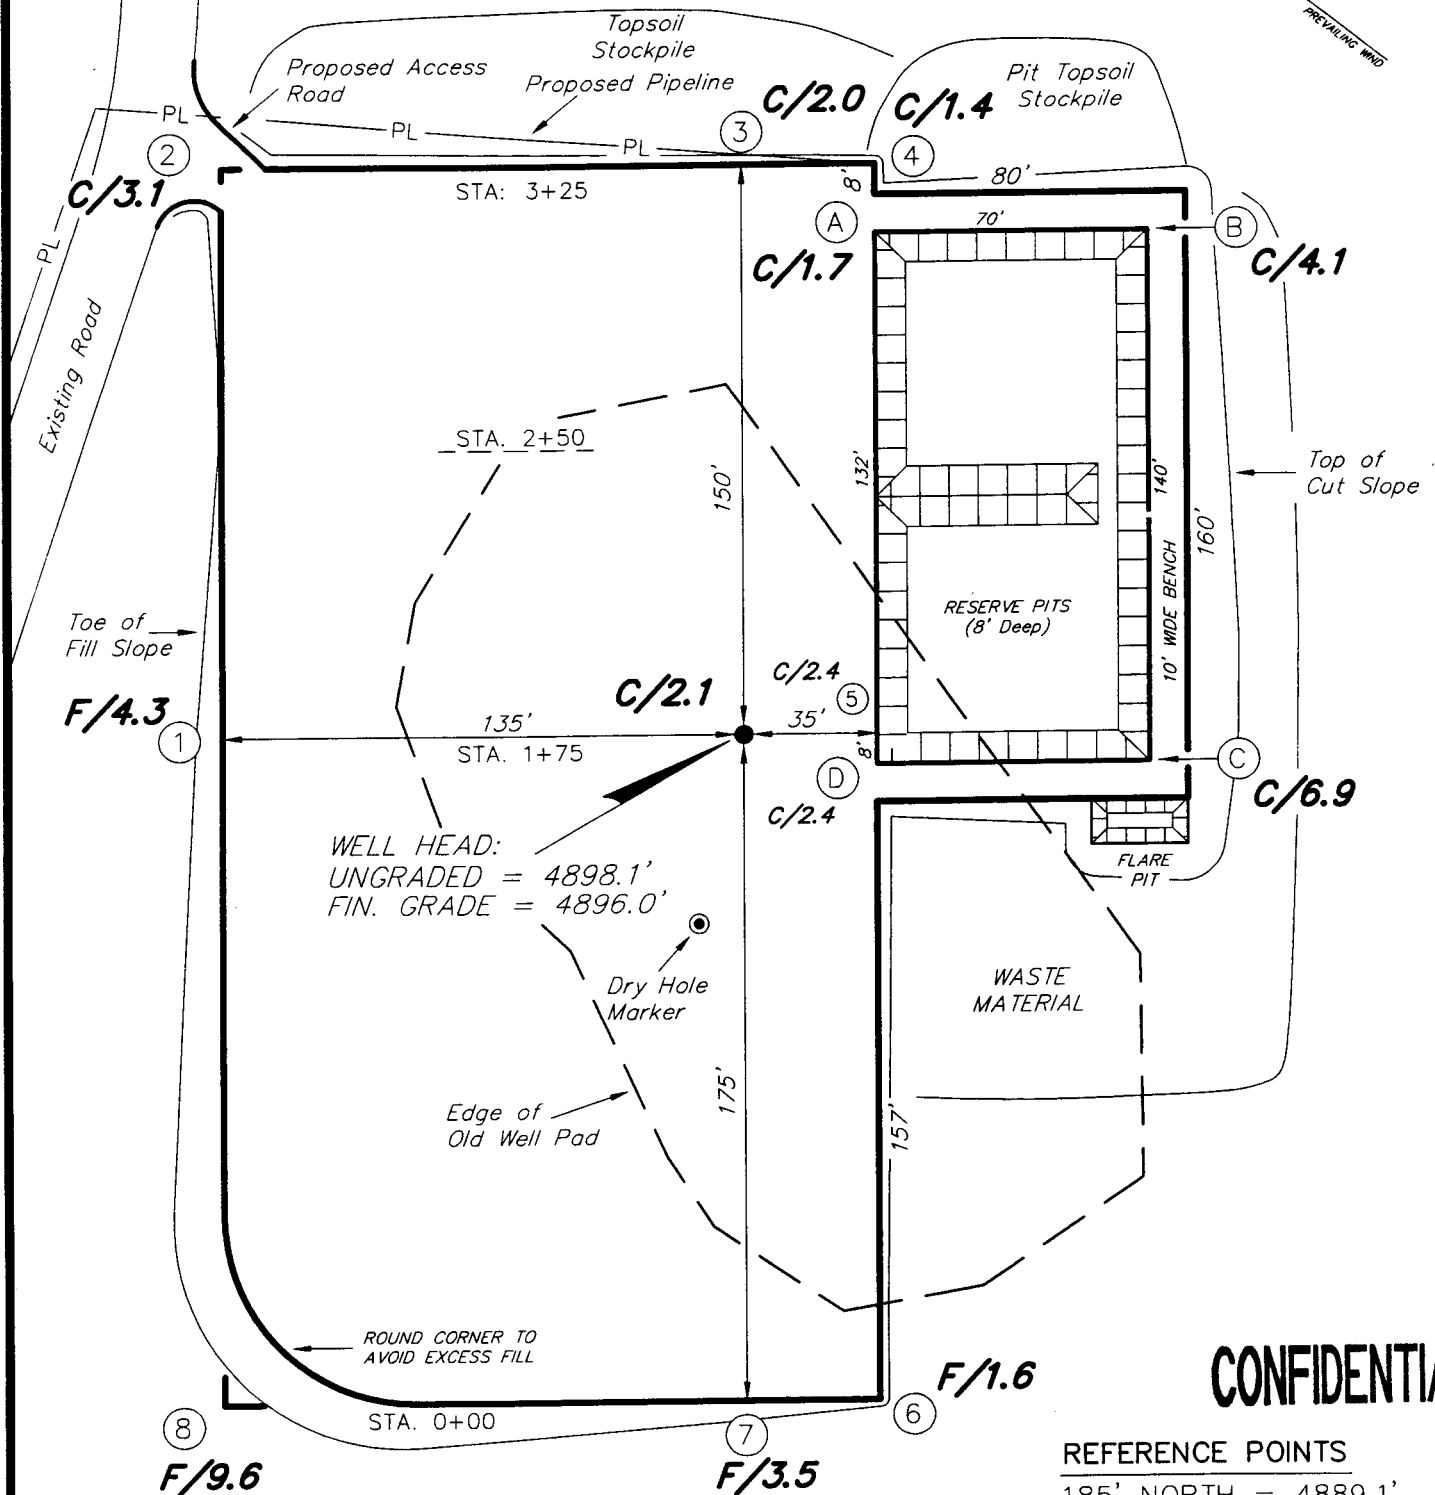 PREVAILING WIND
Topsoil
Stockpile
Proposed Access
Road
Proposed Pipeline
Pit Topsoil
Stockpile
C/2.0
C/1.4
PL
PL
PL
PL
2
3
4
C/3.1
STA: 3+25
8'
80'
A
70'
B
C/1.7
C/4.1
Existing Road
STA. 2+50
150'
132'
140'
160'
Top of
Cut Slope
10' WIDE BENCH
RESERVE PITS
(8' Deep)
Toe of
Fill Slope
F/4.3
1
C/2.1
C/2.4
5
135'
35'
STA. 1+75
8'
D
C
C/2.4
C/6.9
WELL HEAD:
UNGRADED = 4898.1'
FIN. GRADE = 4896.0'
FLARE
PIT
Dry Hole
Marker
WASTE
MATERIAL
175'
157'
Edge of
Old Well Pad
ROUND CORNER TO
AVOID EXCESS FILL
STA. 0+00
8
F/9.6
7
F/3.5
6
F/1.6
CONFIDENTIA
REFERENCE POINTS
185' NORTH = 4889.1'